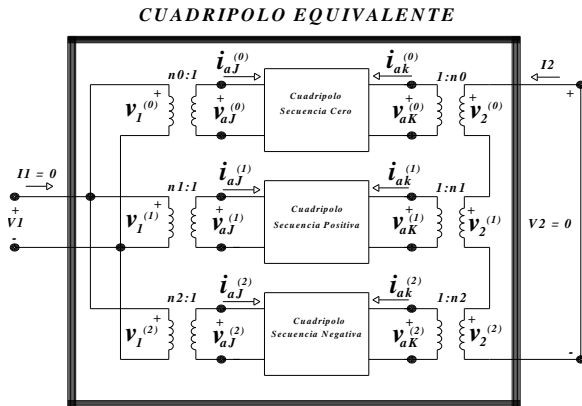 CUADRIPOLO EQUIVALENTE
i_aJ^(0) i_ak^(0) I2
n0:1 1:n0
+ + + +
v_1^(0) v_aJ^(0) Cuadripolo v_aK^(0) v_2^(0) +
Secuencia Cero
I1 = 0 i_aJ^(1) i_ak^(1)
n1:1 1:n1
+ + + + +
V1 v_1^(1) v_aJ^(1) Cuadripolo v_aK^(1) v_2^(1) V2 = 0
Secuencia Positiva
-
i_aJ^(2) i_ak^(2)
n2:1 1:n2
+ + + +
v_1^(2) v_aJ^(2) Cuadripolo v_aK^(2) v_2^(2) -
Secuencia Negativa